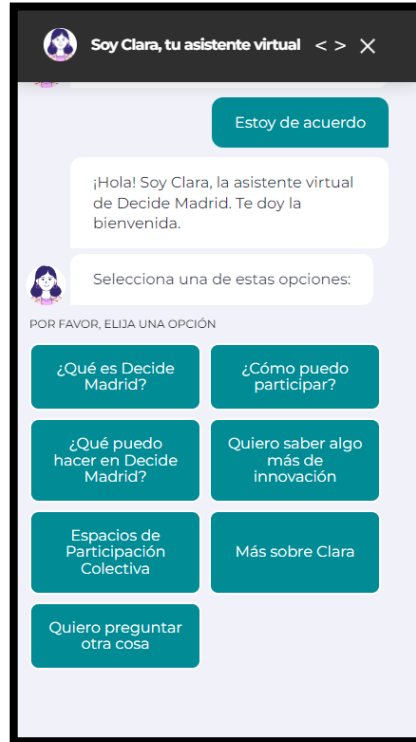 Soy Clara, tu asistente virtual < > ×
Estoy de acuerdo
¡Hola! Soy Clara, la asistente virtual
de Decide Madrid. Te doy la
bienvenida.
Selecciona una de estas opciones:
POR FAVOR, ELIJA UNA OPCIÓN
¿Qué es Decide
Madrid?
¿Cómo puedo
participar?
¿Qué puedo
hacer en Decide
Madrid?
Quiero saber algo
más de
innovación
Espacios de
Participación
Colectiva
Más sobre Clara
Quiero preguntar
otra cosa